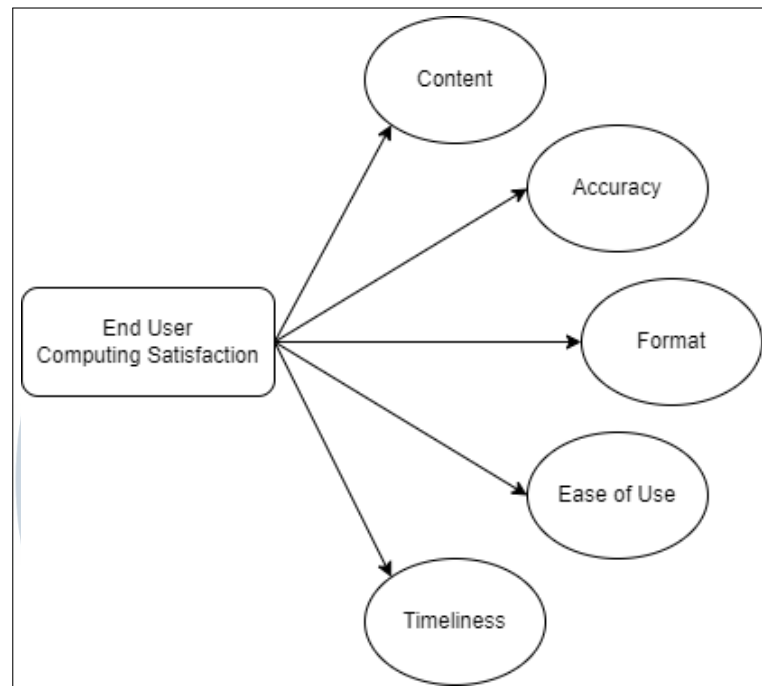 Content
Accuracy
End User
Computing Satisfaction
Format
Ease of Use
Timeliness